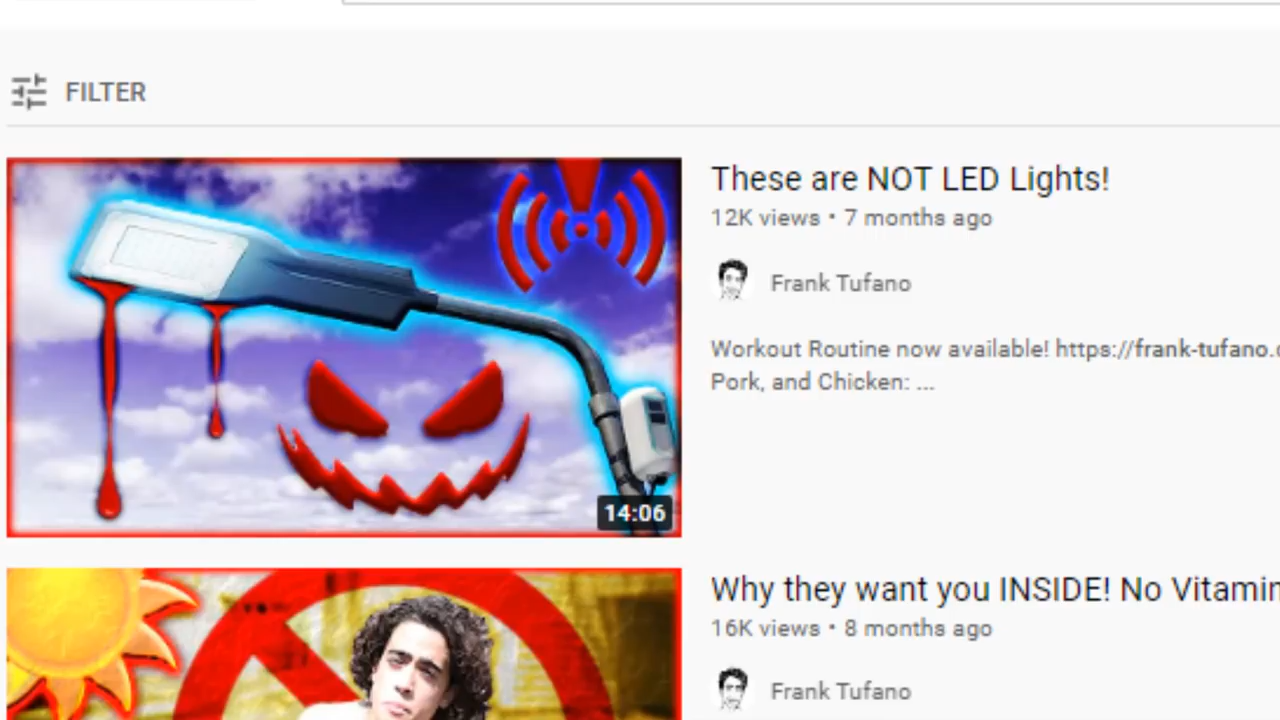 FILTER
These are NOT LED Lights!
12K views • 7 months ago
Frank Tufano
Workout Routine now available! https://frank-tufano.
Pork, and Chicken: ...
14:06
Why they want you INSIDE! No Vitamin
16K views • 8 months ago
Frank Tufano